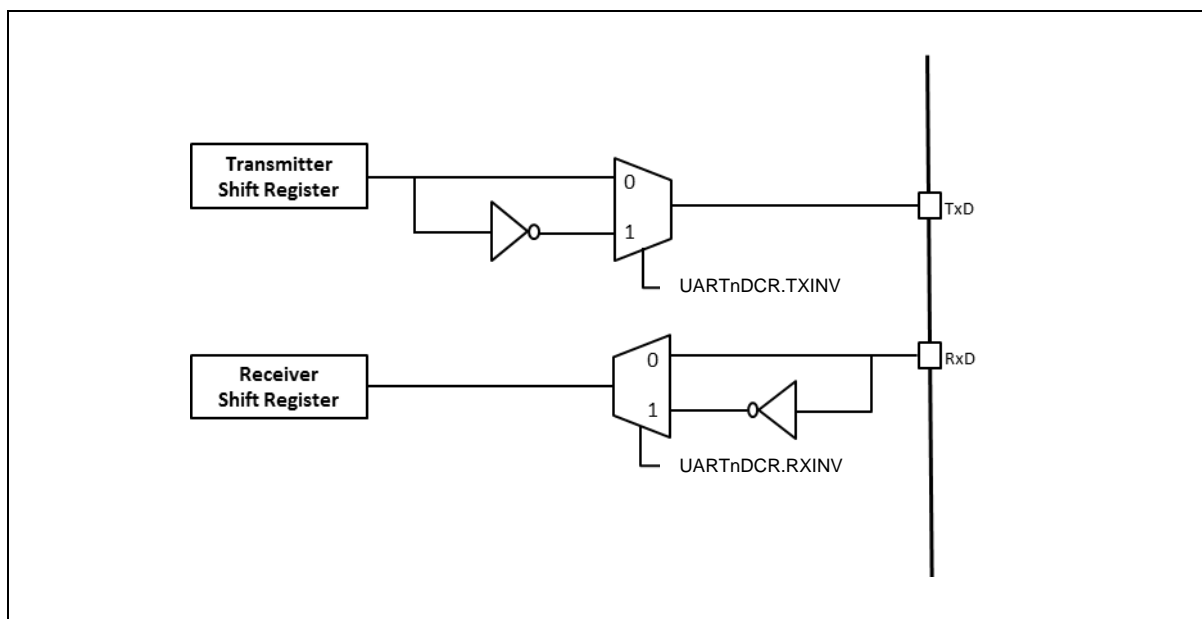 Transmitter
Shift Register
0
1
TxD
UARTnDCR.TXINV
Receiver
Shift Register
0
1
RxD
UARTnDCR.RXINV